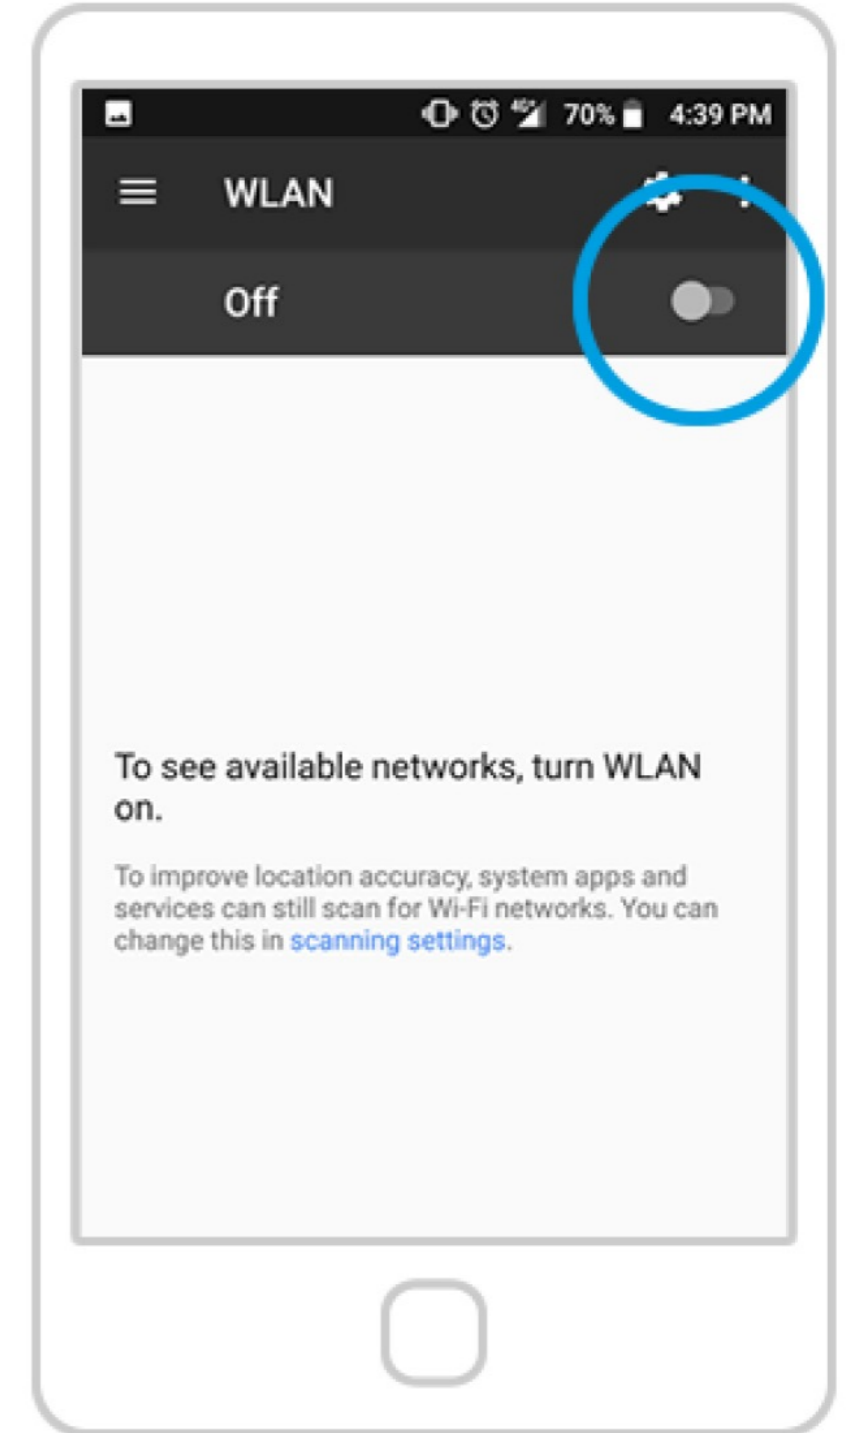 70% 4:39 PM
WLAN
Off
To see available networks, turn WLAN
on.
To improve location accuracy, system apps and
services can still scan for Wi-Fi networks. You can
change this in scanning settings.